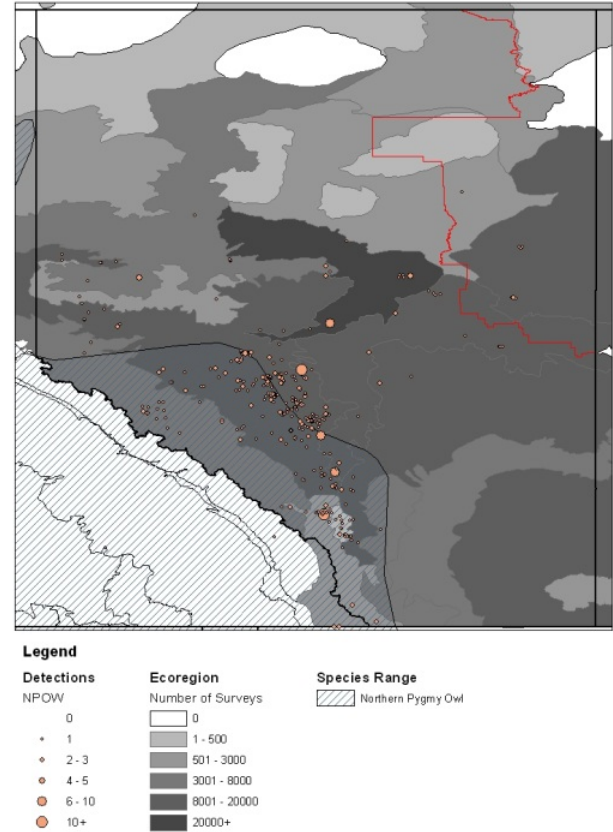 Legend
Detections
NPOW
0
1
2 - 3
4 - 5
6 - 10
10+
Ecoregion
Number of Surveys
0
1 - 500
501 - 3000
3001 - 8000
8001 - 20000
20000+
Species Range
Northern Pygmy Owl